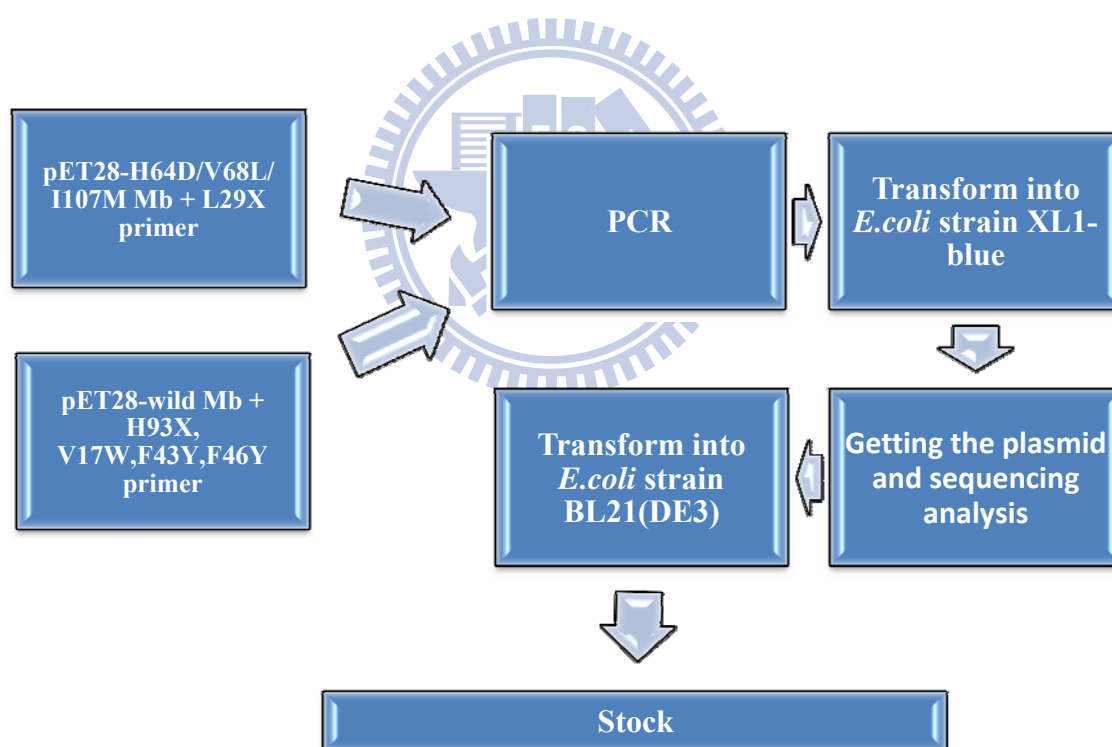 pET28-H64D/V68L/
I107M Mb + L29X
primer
PCR
Transform into
E.coli strain XL1-
blue
pET28-wild Mb +
H93X,
V17W,F43Y,F46Y
primer
Transform into
E.coli strain
BL21(DE3)
Getting the plasmid
and sequencing
analysis
Stock